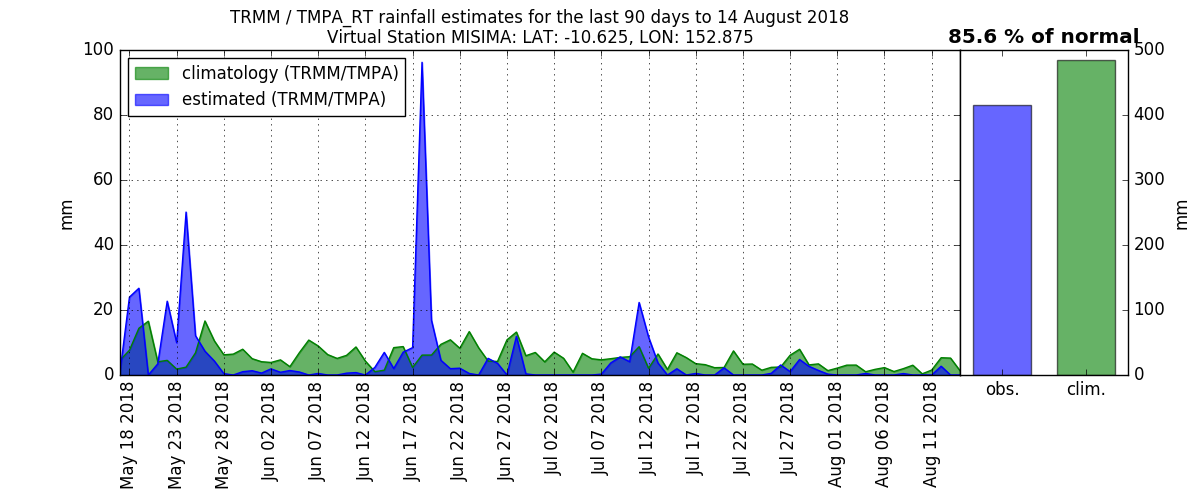 TRMM / TMPA_RT rainfall estimates for the last 90 days to 14 August 2018
Virtual Station MISIMA: LAT: -10.625, LON: 152.875
85.6 % of normal
climatology (TRMM/TMPA)
estimated (TRMM/TMPA)
100
80
60
40
20
0
mm
May 18 2018
May 23 2018
May 28 2018
Jun 02 2018
Jun 07 2018
Jun 12 2018
Jun 17 2018
Jun 22 2018
Jun 27 2018
Jul 02 2018
Jul 07 2018
Jul 12 2018
Jul 17 2018
Jul 22 2018
Jul 27 2018
Aug 01 2018
Aug 06 2018
Aug 11 2018
obs.
clim.
500
400
300
200
100
0
mm